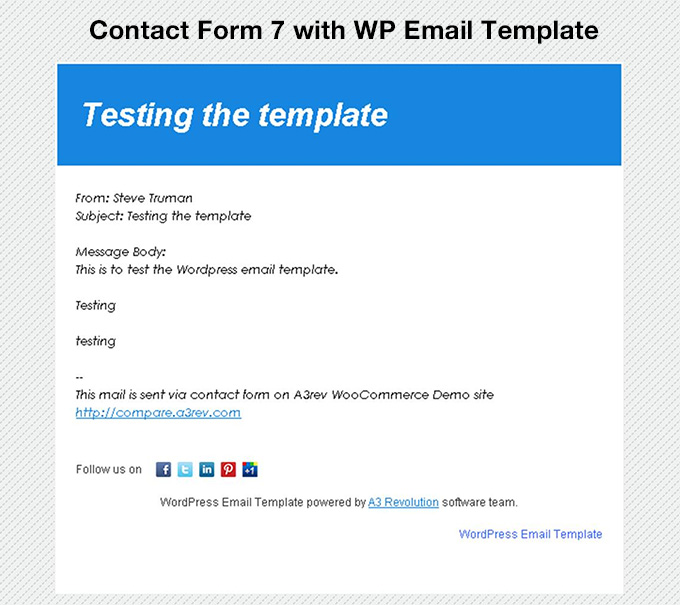 Contact Form 7 with WP Email Template
Testing the template
From: Steve Truman
Subject: Testing the template
Message Body:
This is to test the Wordpress email template.
Testing
testing
--
This mail is sent via contact form on A3rev WooCommerce Demo site
http://compare.a3rev.com
Follow us on f t in P +1
WordPress Email Template powered by A3 Revolution software team.
WordPress Email Template